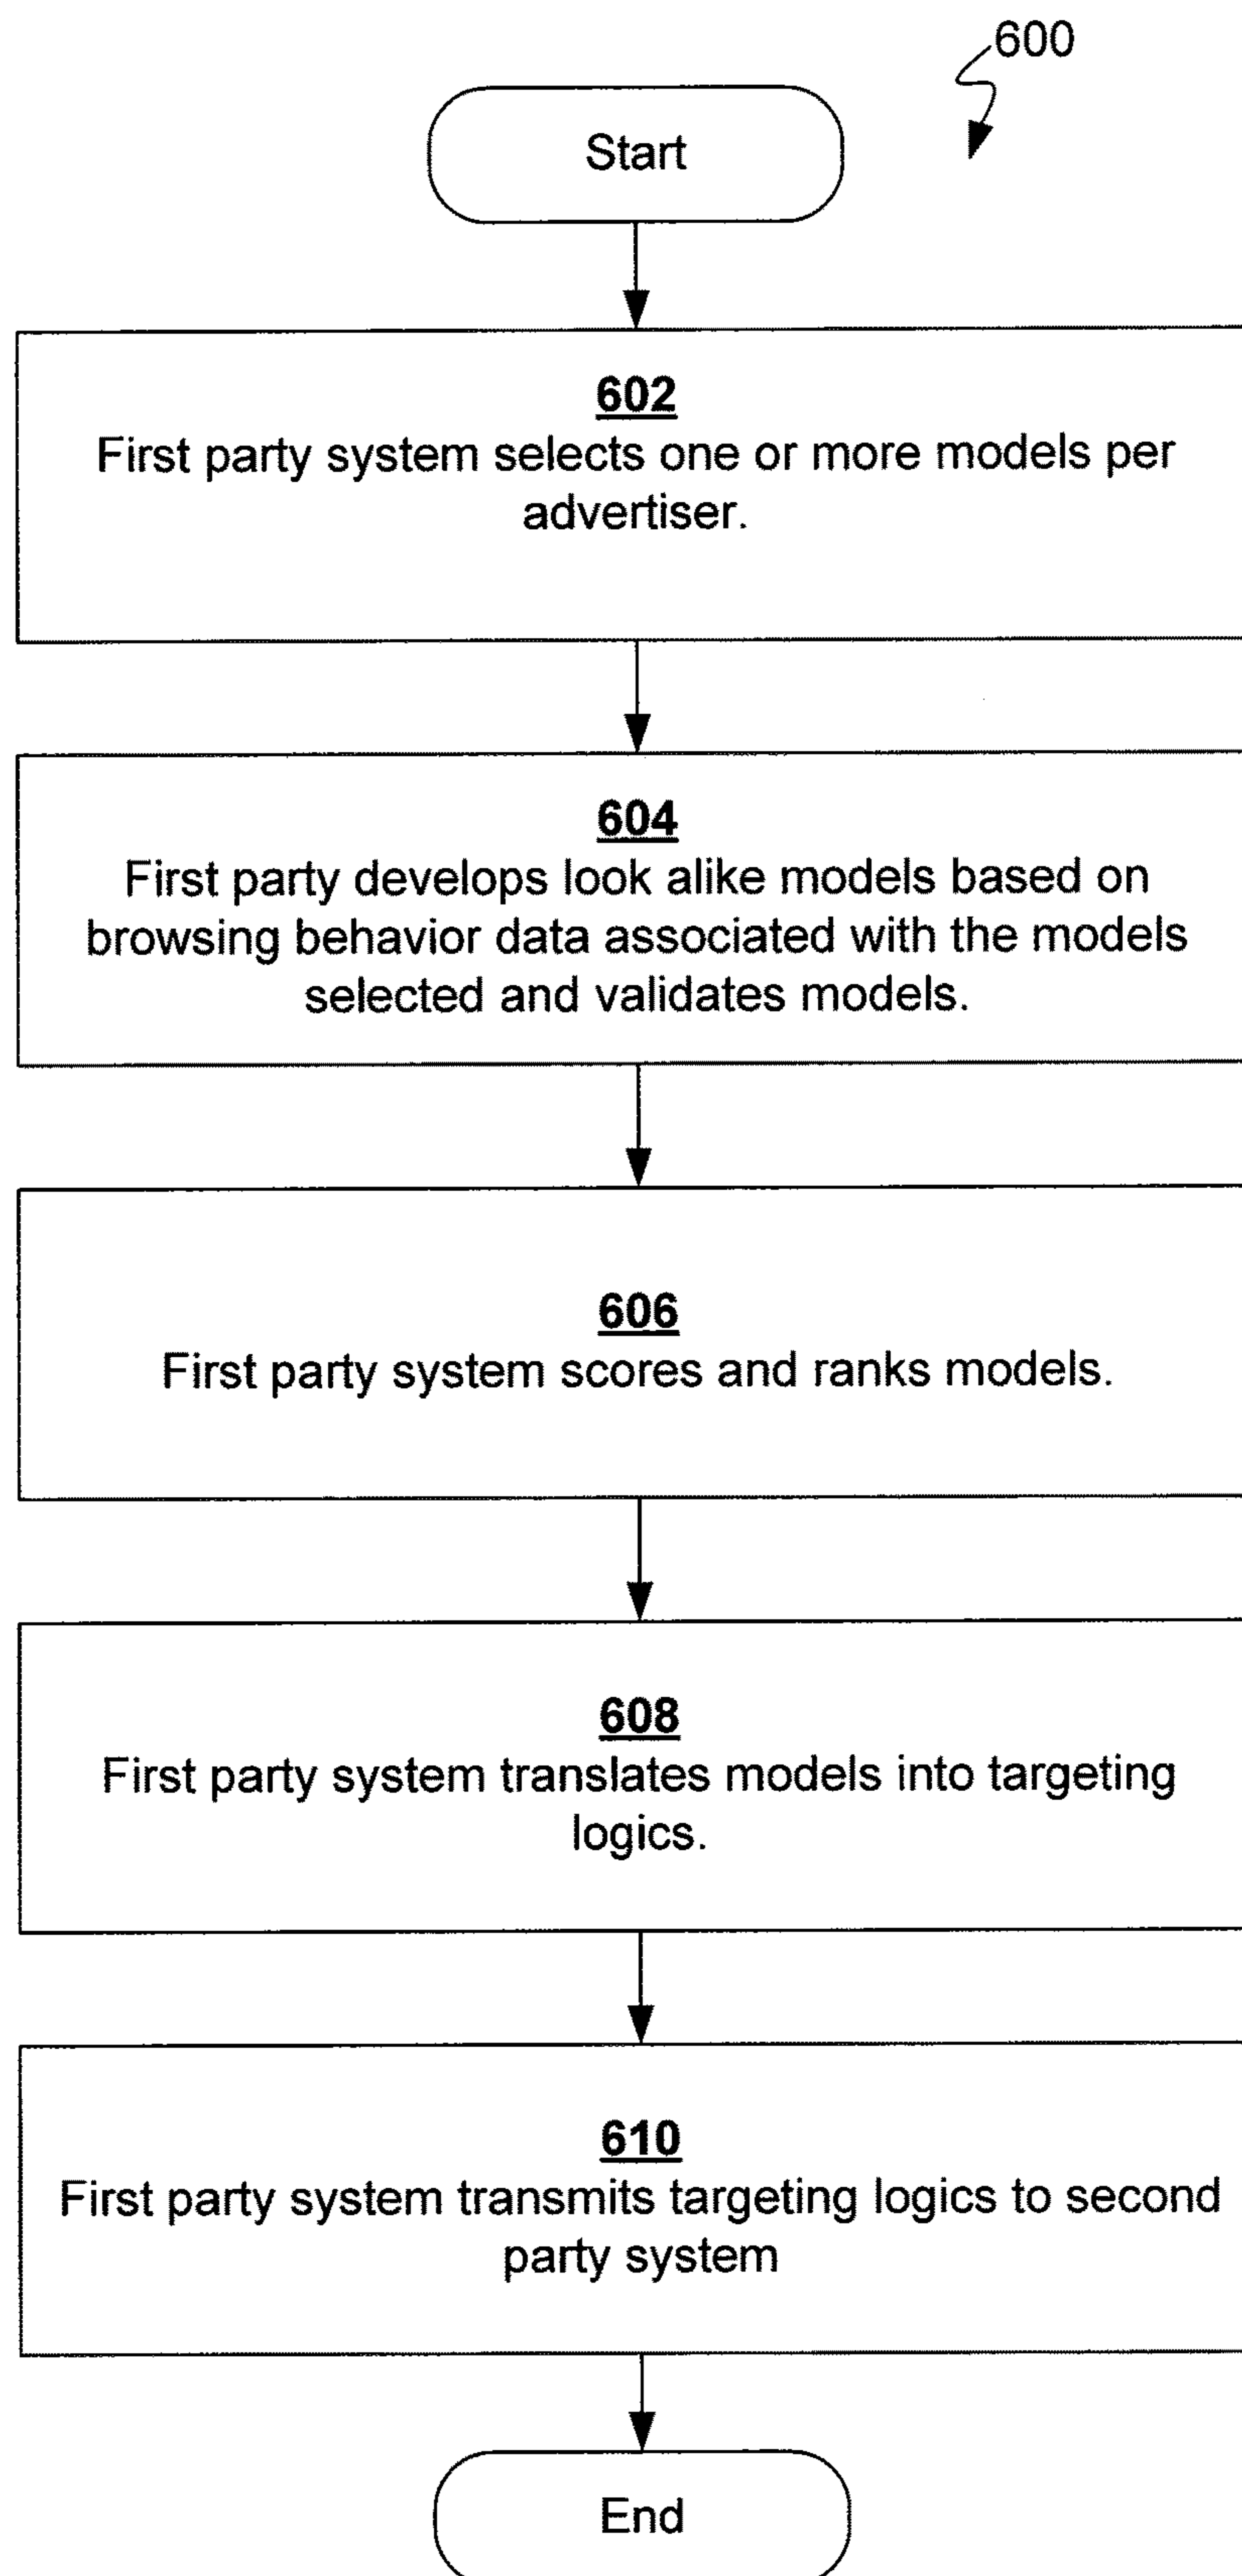 600
Start
602
First party system selects one or more models per
advertiser.
604
First party develops look alike models based on
browsing behavior data associated with the models
selected and validates models.
606
First party system scores and ranks models.
608
First party system translates models into targeting
logics.
610
First party system transmits targeting logics to second
party system
End